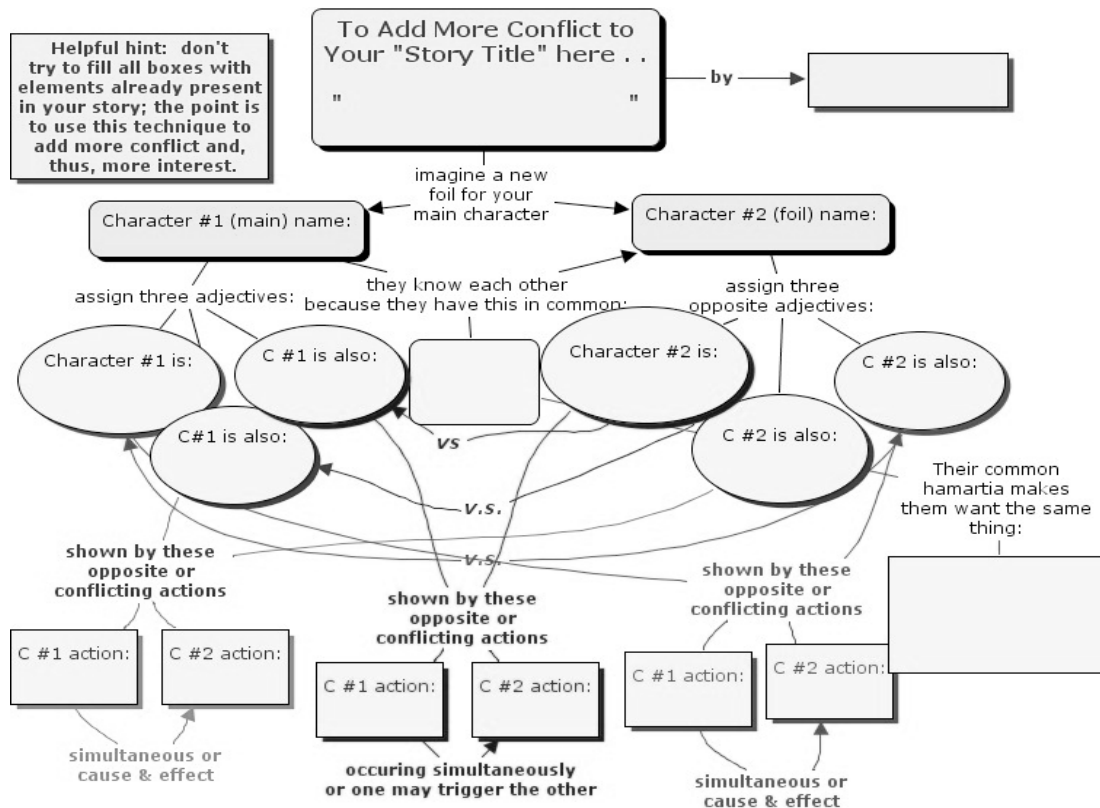 To Add More Conflict to
Your "Story Title" here . .
" "
by
Helpful hint: don't
try to fill all boxes with
elements already present
in your story; the point is
to use this technique to
add more conflict and,
thus, more interest.
imagine a new
foil for your
main character
Character #1 (main) name:
Character #2 (foil) name:
assign three adjectives:
they know each other
because they have this in common:
assign three
opposite adjectives:
Character #1 is:
C #1 is also:
C#1 is also:
Character #2 is:
C #2 is also:
C #2 is also:
vs
v.s.
v.s.
Their common
hamartia makes
them want the same
thing:
shown by these
opposite or
conflicting actions
C #1 action:
C #2 action:
simultaneous or
cause & effect
shown by these
opposite or
conflicting actions
C #1 action:
C #2 action:
occuring simultaneously
or one may trigger the other
shown by these
opposite or
conflicting actions
C #1 action:
C #2 action:
simultaneous or
cause & effect